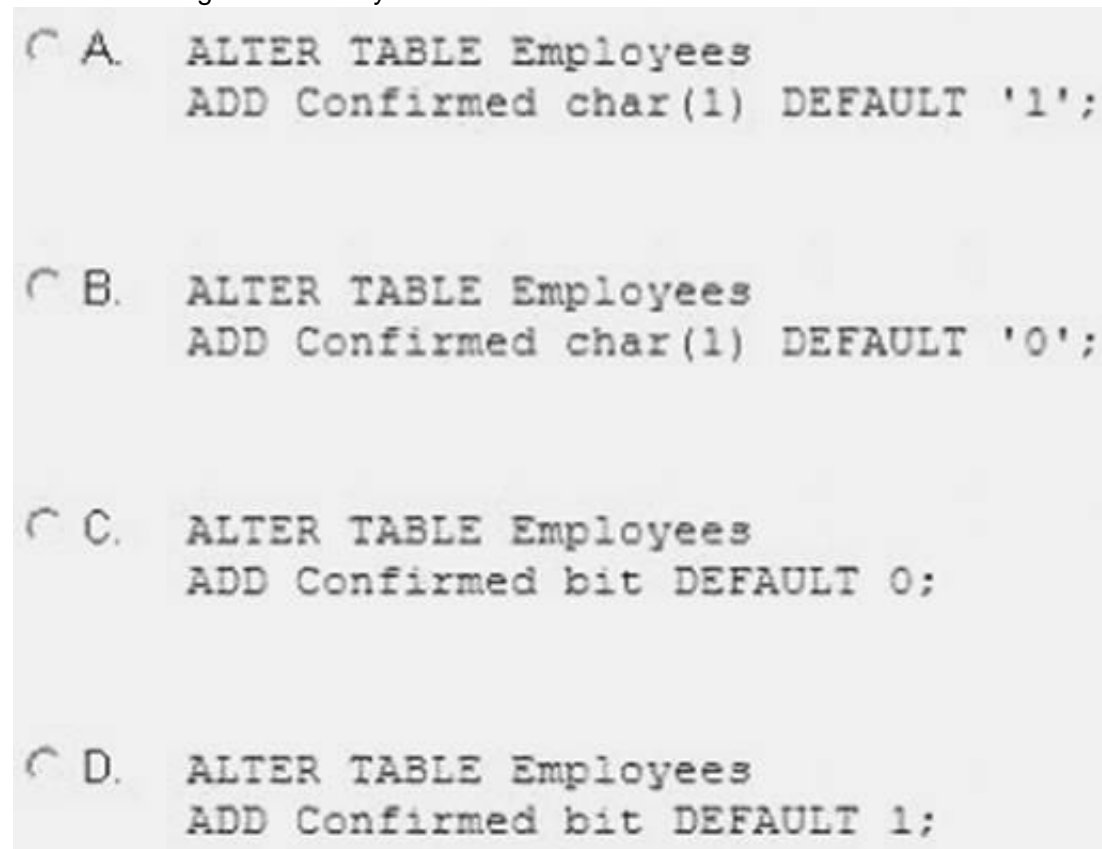 A. ALTER TABLE Employees
ADD Confirmed char(1) DEFAULT '1';
B. ALTER TABLE Employees
ADD Confirmed char(1) DEFAULT '0';
C. ALTER TABLE Employees
ADD Confirmed bit DEFAULT 0;
D. ALTER TABLE Employees
ADD Confirmed bit DEFAULT 1;